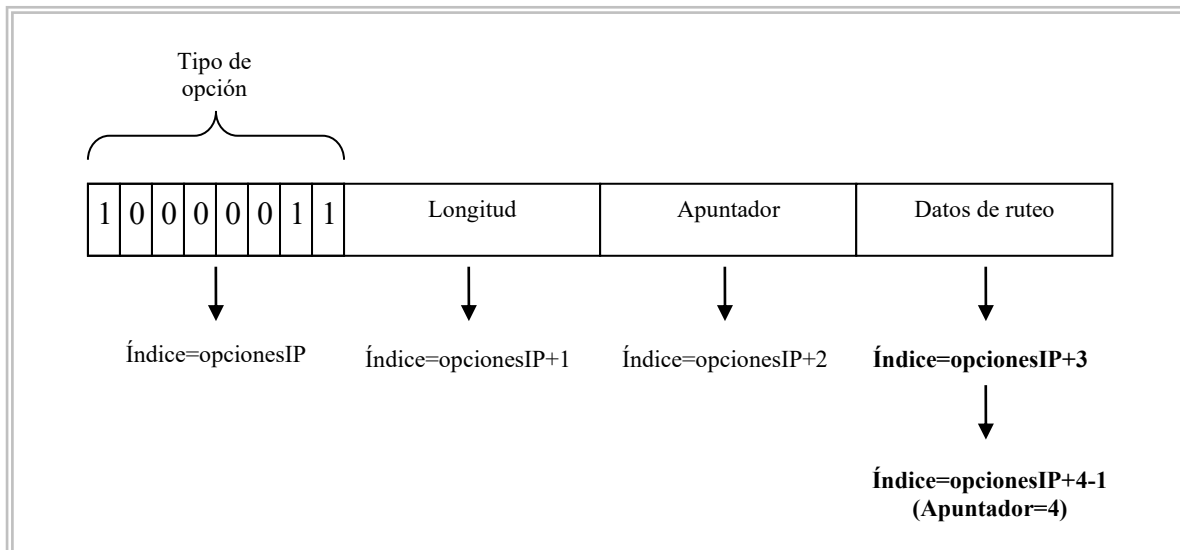 Tipo de
opción
1 0 0 0 0 0 1 1 Longitud Apuntador Datos de ruteo
Índice=opcionesIP Índice=opcionesIP+1 Índice=opcionesIP+2 Índice=opcionesIP+3
Índice=opcionesIP+4-1
(Apuntador=4)